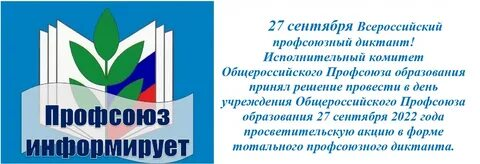 Профсоюз
информирует
27 сентября Всероссийский
профсоюзный диктант!
Исполнительный комитет
Общероссийского Профсоюза образования
принял решение провести в день
учреждения Общероссийского Профсоюза
образования 27 сентября 2022 года
просветительскую акцию в форме
тотального профсоюзного диктанта.